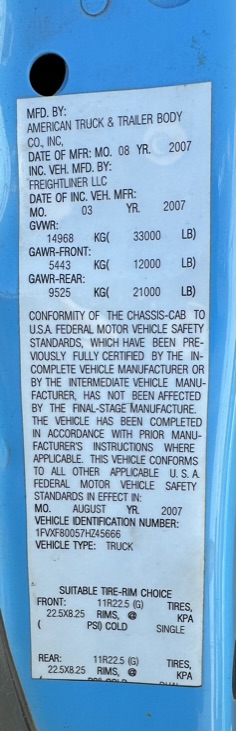 MFD. BY:
AMERICAN TRUCK & TRAILER BODY
CO., INC,
DATE OF MFR: MO. 08 YR. 2007
INC. VEH. MFD. BY:
FREIGHTLINER LLC
DATE OF INC. VEH. MFR:
MO. 03 YR. 2007
GVWR:
14968 KG( 33000 LB)
GAWR-FRONT:
5443 KG( 12000 LB)
GAWR-REAR:
9525 KG( 21000 LB)
CONFORMITY OF THE CHASSIS-CAB TO
U.S.A. FEDERAL MOTOR VEHICLE SAFETY
STANDARDS, WHICH HAVE BEEN PRE-
VIOUSLY FULLY CERTIFIED BY THE IN-
COMPLETE VEHICLE MANUFACTURER OR
BY THE INTERMEDIATE VEHICLE MANU-
FACTURER, HAS NOT BEEN AFFECTED
BY THE FINAL-STAGE MANUFACTURE.
THE VEHICLE HAS BEEN COMPLETED
IN ACCORDANCE WITH PRIOR MANU-
FACTURER'S INSTRUCTIONS WHERE
APPLICABLE. THIS VEHICLE CONFORMS
TO ALL OTHER APPLICABLE U. S. A.
FEDERAL MOTOR VEHICLE SAFETY
STANDARDS IN EFFECT IN:
MO. AUGUST YR. 2007
VEHICLE IDENTIFICATION NUMBER:
1FVXF80057HZ45666
VEHICLE TYPE: TRUCK
SUITABLE TIRE-RIM CHOICE
FRONT: 11R22.5 (G) TIRES,
22.5X8.25 RIMS, @ KPA
( PSI) COLD SINGLE
REAR: 11R22.5 (G) TIRES,
22.5X8.25 RIMS, @ KPA